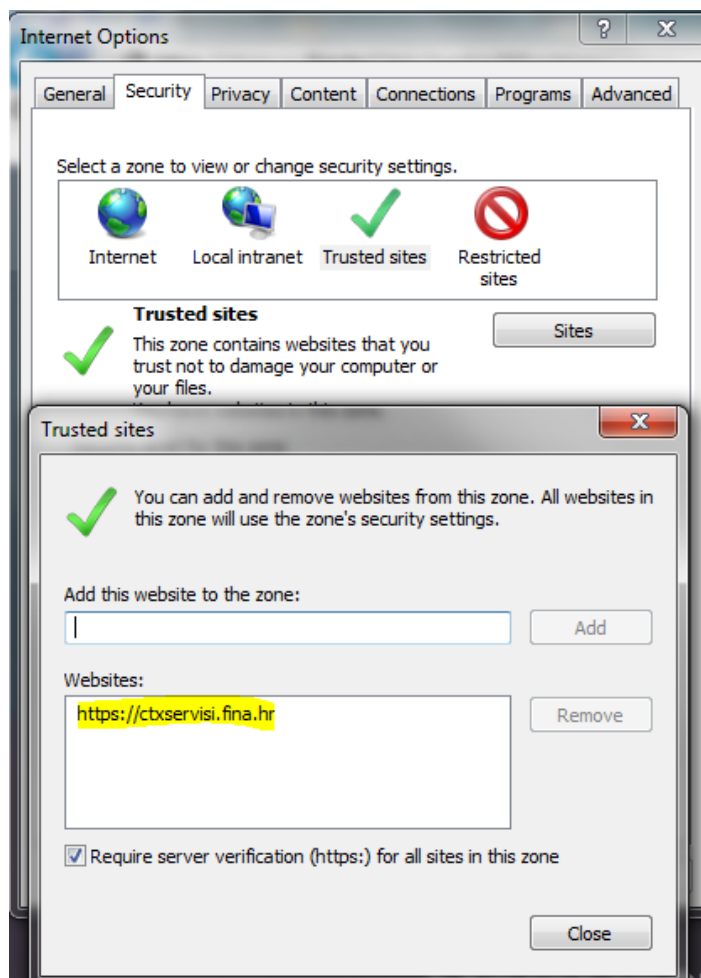 Internet Options
General Security Privacy Content Connections Programs Advanced
Select a zone to view or change security settings.
Internet Local intranet Trusted sites Restricted
sites
Trusted sites
Sites
This zone contains websites that you
trust not to damage your computer or
your files.
Trusted sites
You can add and remove websites from this zone. All websites in
this zone will use the zone's security settings.
Add this website to the zone:
Add
Websites:
https://ctxservisi.fina.hr
Remove
Require server verification (https:) for all sites in this zone
Close